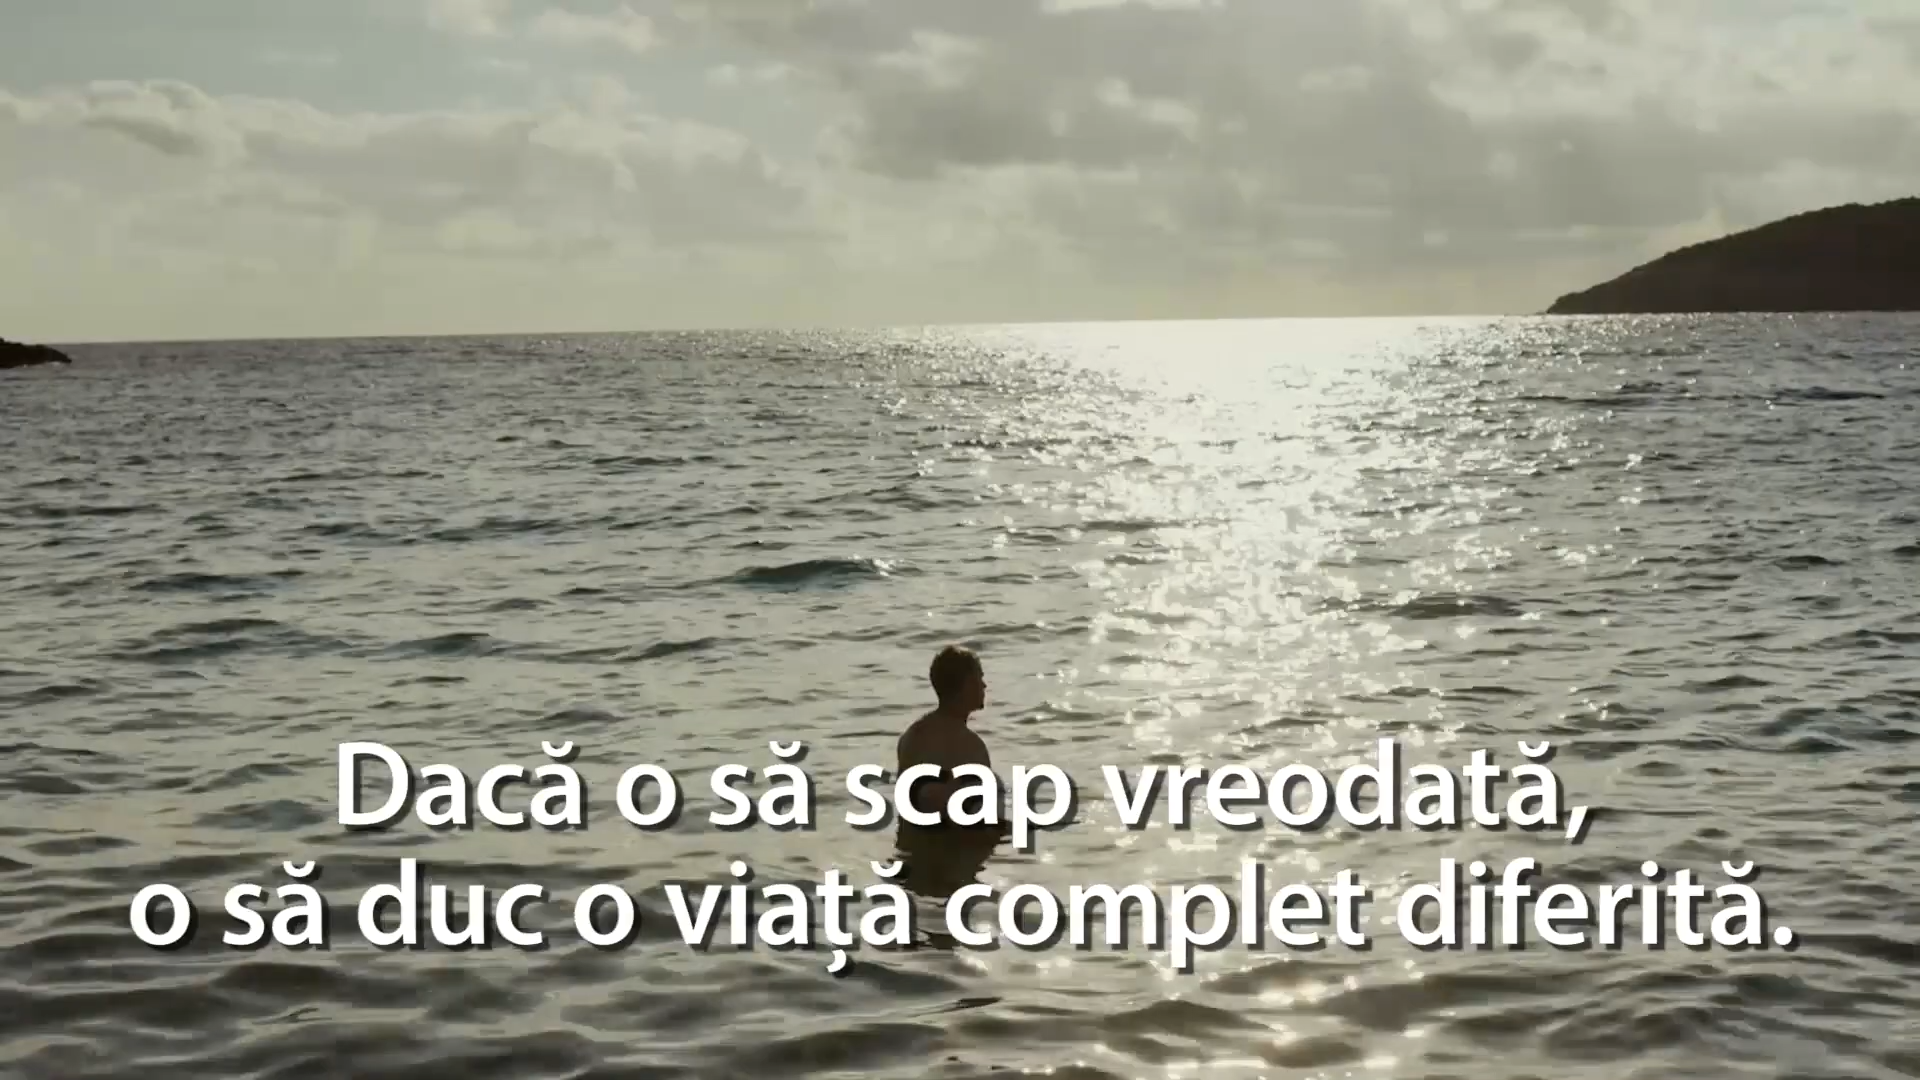 Dacă o să scap vreodată,
o să duc o viață complet diferită.